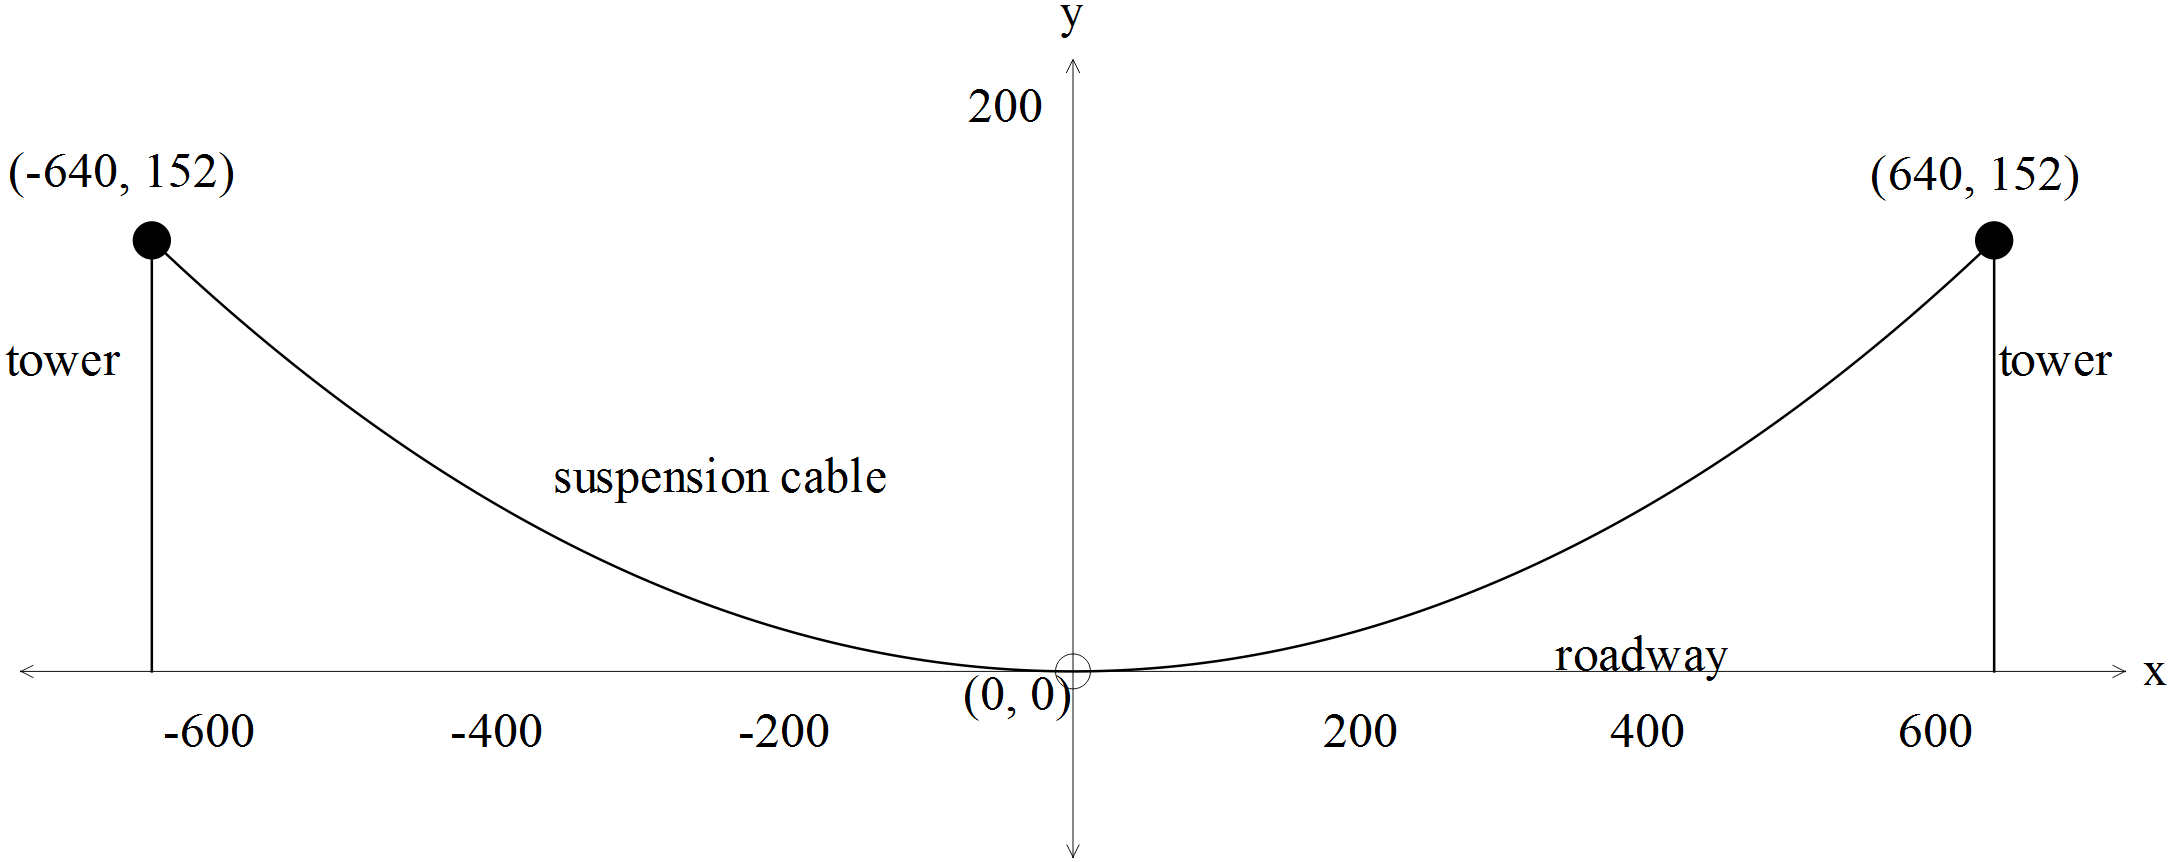 y
200
(-640, 152)
(640, 152)
tower
tower
suspension cable
roadway
x
(0, 0)
-600
-400
-200
200
400
600